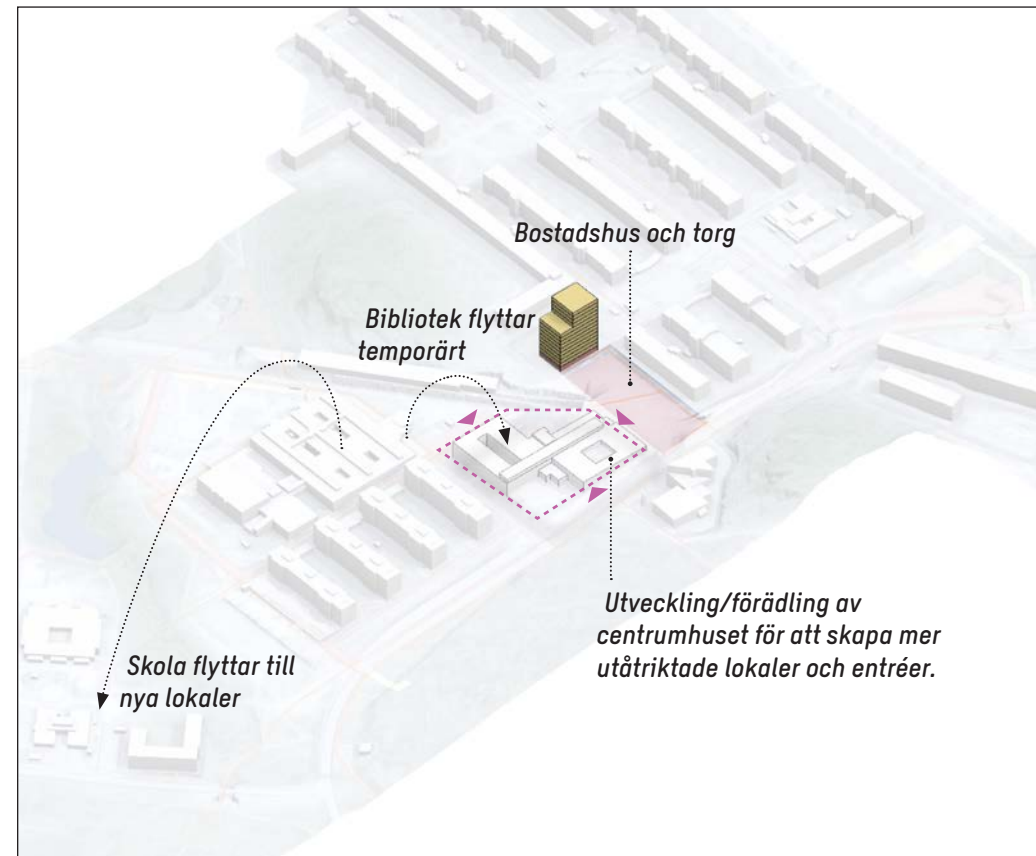 Bostadshus och torg
Bibliotek flyttar
temporärt
Utveckling/förädling av
centrumhuset för att skapa mer
utåtriktade lokaler och entréer.
Skola flyttar till
nya lokaler